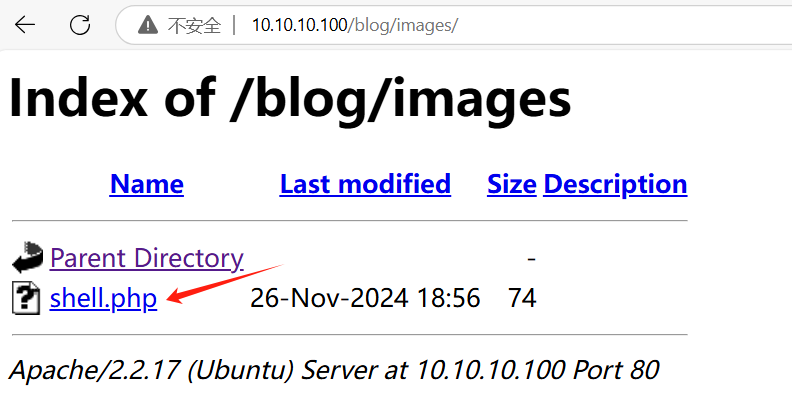 不安全 | 10.10.10.100/blog/images/
Index of /blog/images
Name Last modified Size Description
Parent Directory -
shell.php 26-Nov-2024 18:56 74
Apache/2.2.17 (Ubuntu) Server at 10.10.10.100 Port 80